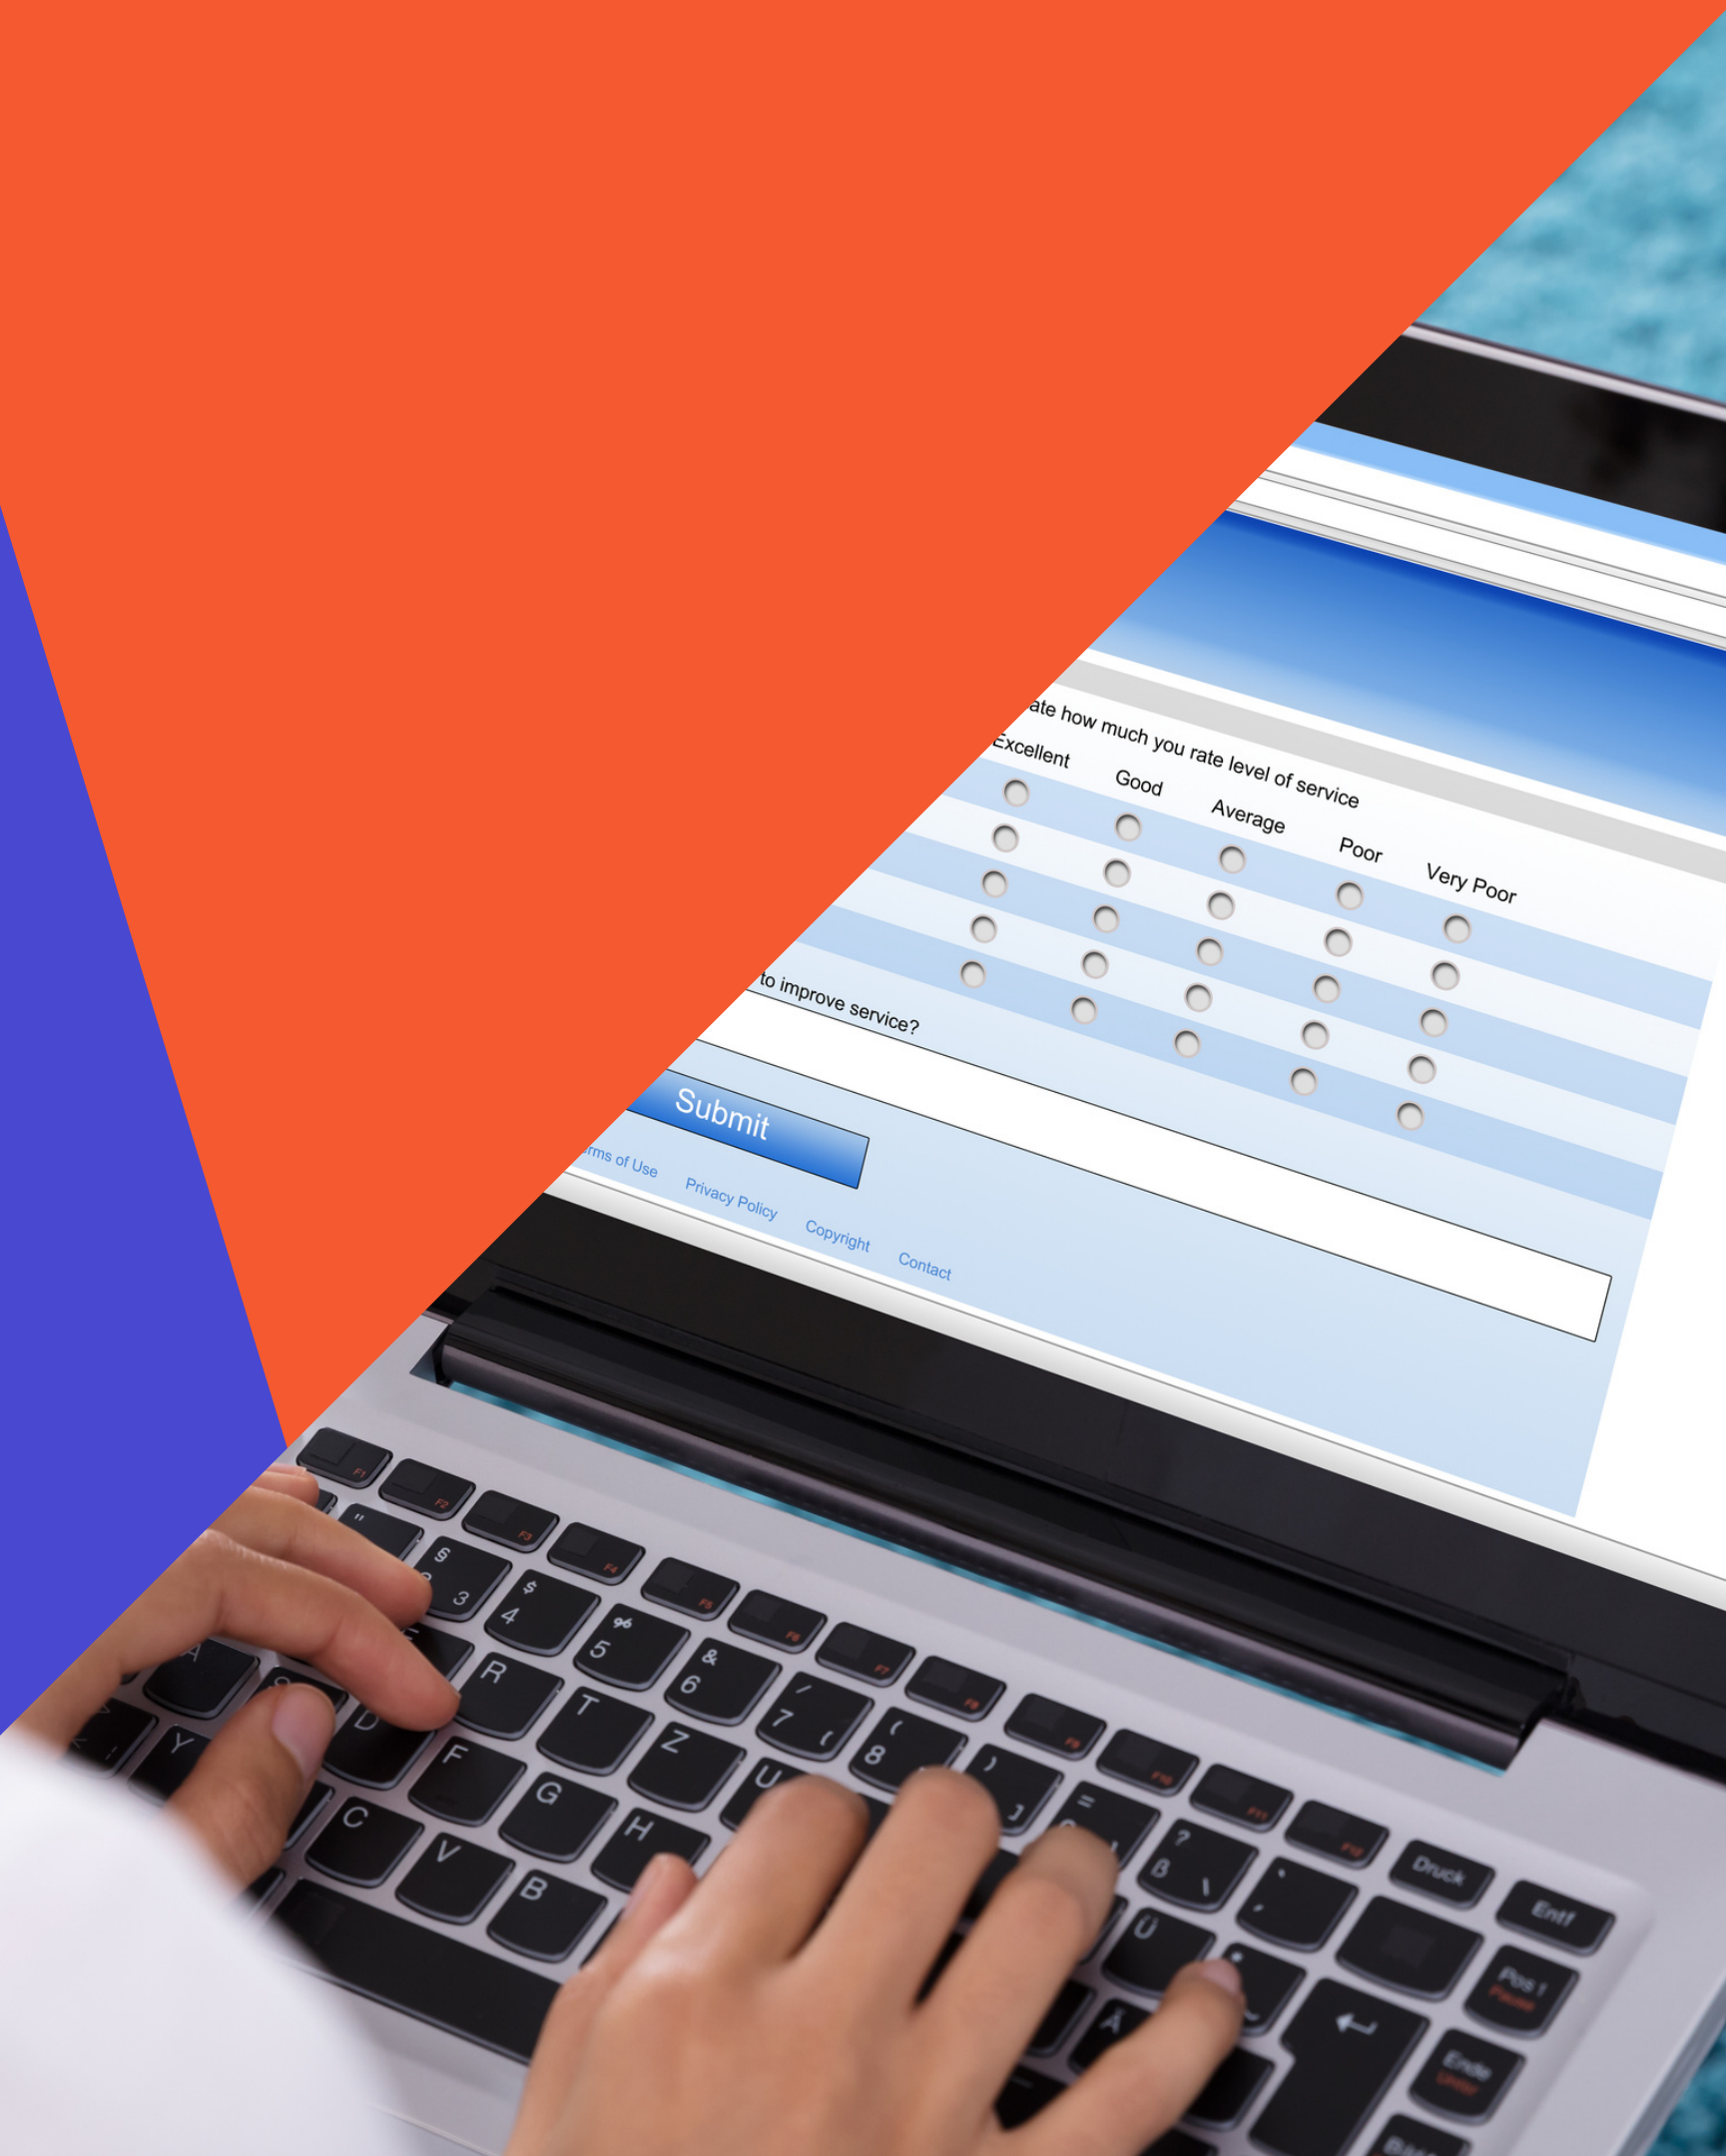 ate how much you rate level of service
Excellent Good Average Poor Very Poor
to improve service?
Submit
rms of Use Privacy Policy Copyright Contact
F1 F2 F3 F4 F5 F6 F7 F8 F9 F10 F11 F12 Druck Entf
" § 3 $ 4 % 5 & 6 / 7 { ( 8 ) ] = ? ß \ Pos 1 Pause
E R T Z U Ü * ~ Ende
A S D F G H Ä
Y C V B